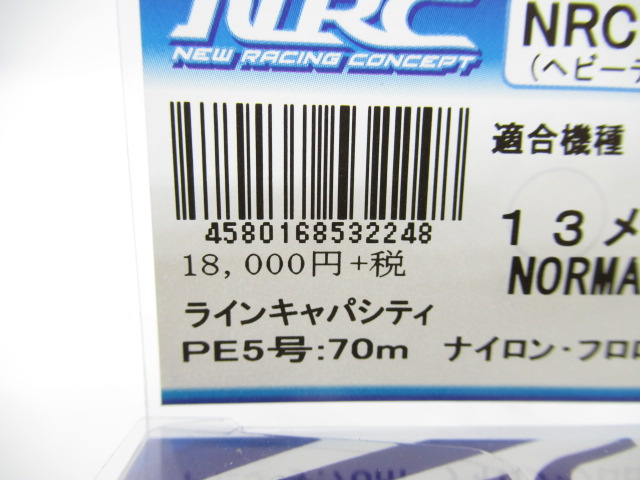 NRC
NEW RACING CONCEPT
NRC
(ヘビー
適合機種
4580168532248
13メ
18,000円+税
NORMA
ラインキャパシティ
PE5号:70m ナイロン・フロロ